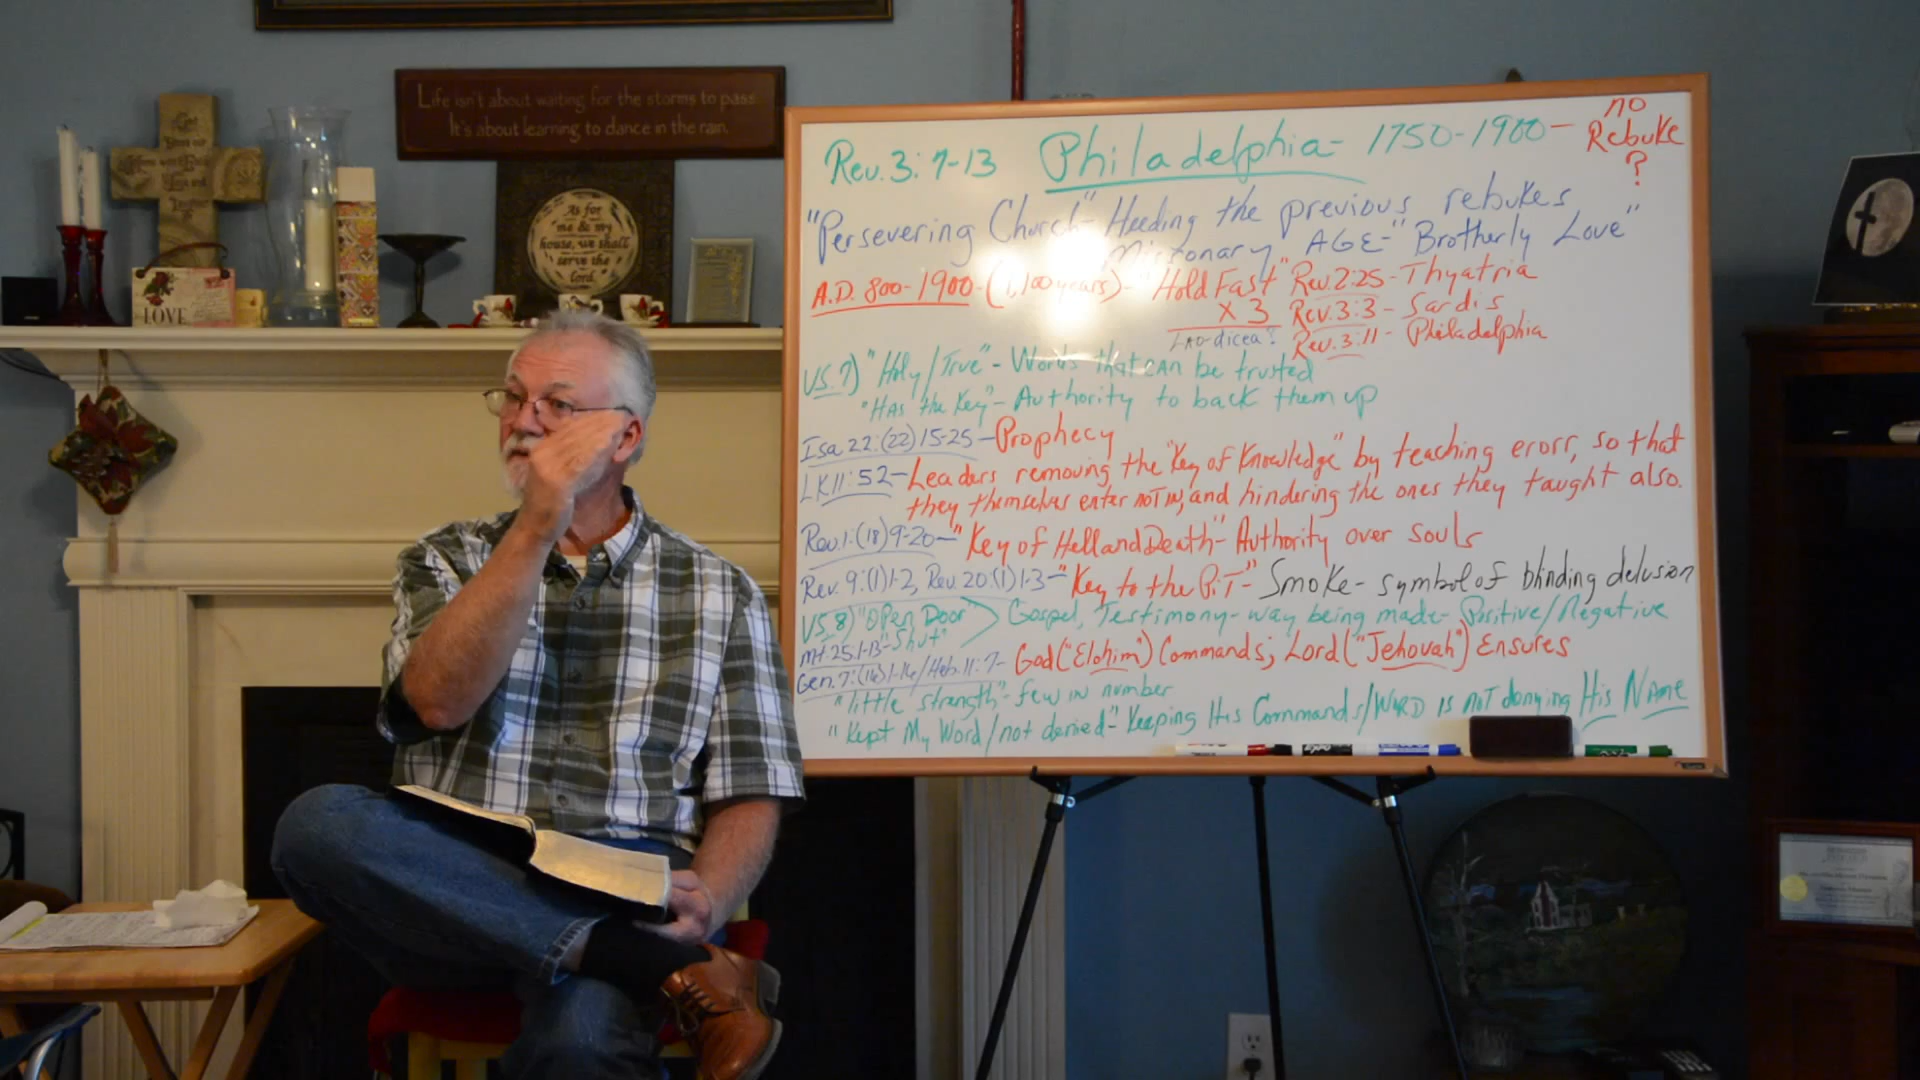 Life isn't about waiting for the storms to pass
It's about learning to dance in the rain.
As for
me & my
house, we shall
serve the
Lord.
LOVE
no
Rebuke
?
Rev. 3:7-13 Philadelphia- 1750-1900-
"Persevering Church" Heeding the previous rebukes
Missionary AGE- "Brotherly Love"
A.D. 800-1900-(1,100 years)- "Hold Fast" Rev. 2:25- Thyatria
X 3 Rev. 3:3- Sardis
LAO-dicea? Rev. 3:11- Philadelphia
VS. 7) "Holy/True"- Words that can be trusted
"HAs the Key"- Authority to back them up
Isa 22:(22)15-25-Prophecy
LK 11:52-Leaders removing the "Key of Knowledge" by teaching erorr, so that
they themselves enter noT in, and hindering the ones they taught also.
Rev. 1:(18)9-20-"Key of Hell and Death"-Authority over souls
Rev. 9:(1)1-2, Rev. 20:(1)1-3-"Key to the PiT-" Smoke- symbol of blinding delusion
VS. 8) "OPen Door" > Gospel, Testimony-way being made- Positive/Negative
Mt. 25:1-13-"Shut"
Gen. 7:(16)1-16/Heb. 11:7- God("Elohim") Commands; Lord("Jehovah") Ensures
"little strength"-few in number
"Kept My Word/not denied"-Keeping His Commands/WORD is noT denying His NAME
EXPO